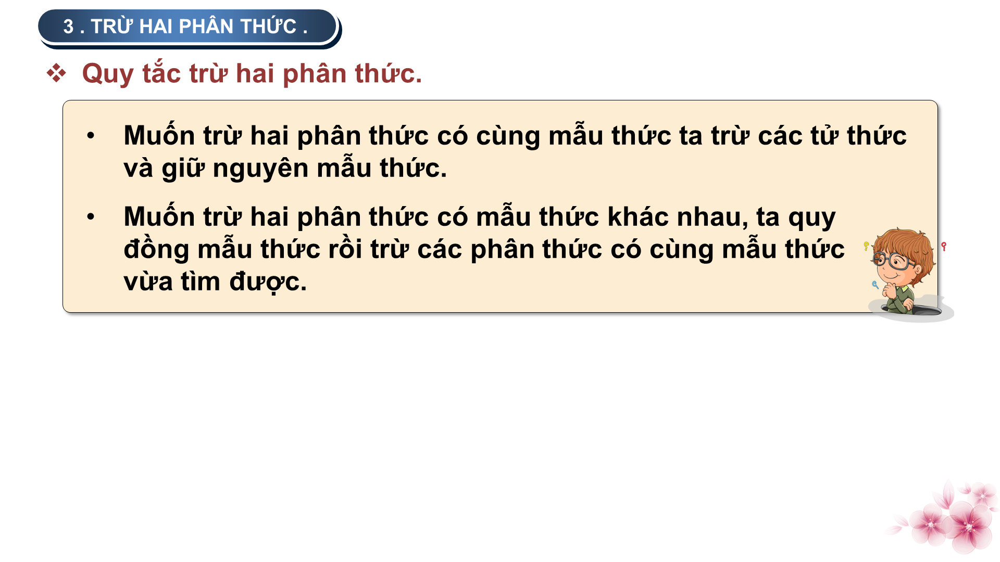 3 . TRỪ HAI PHÂN THỨC .
❖ Quy tắc trừ hai phân thức.
• Muốn trừ hai phân thức có cùng mẫu thức ta trừ các tử thức
và giữ nguyên mẫu thức.
• Muốn trừ hai phân thức có mẫu thức khác nhau, ta quy
đồng mẫu thức rồi trừ các phân thức có cùng mẫu thức
vừa tìm được.